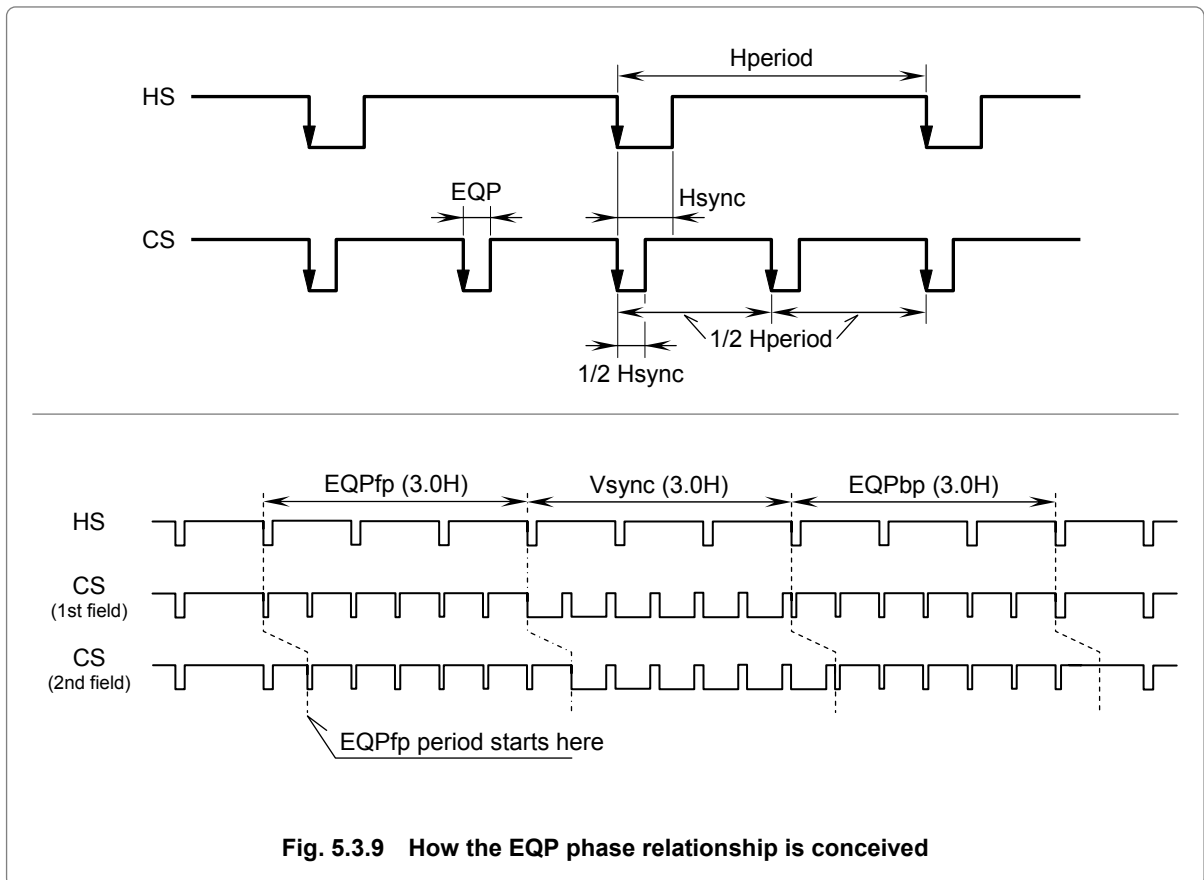 Hperiod
HS
EQP
Hsync
CS
1/2 Hperiod
1/2 Hsync
EQPfp (3.0H)
Vsync (3.0H)
EQPbp (3.0H)
HS
CS
(1st field)
CS
(2nd field)
EQPfp period starts here
Fig. 5.3.9 How the EQP phase relationship is conceived